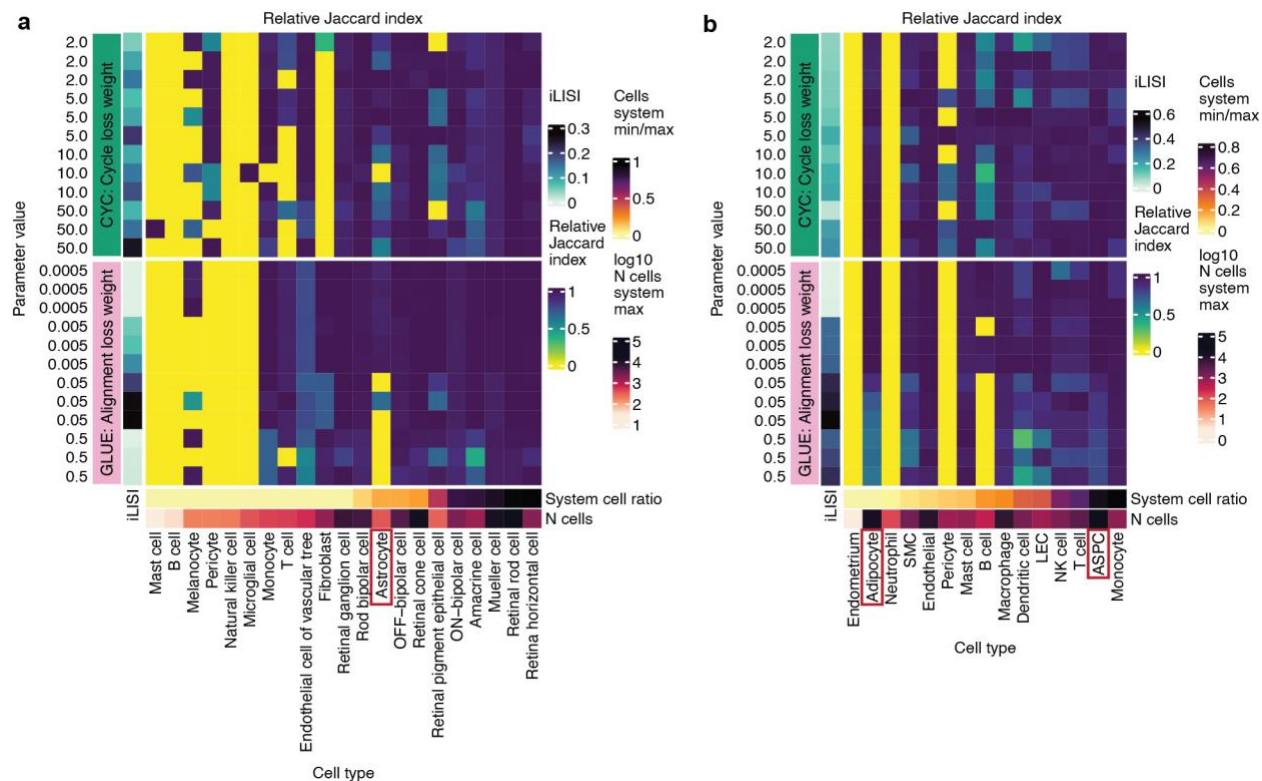 a
Relative Jaccard index
Parameter value
CYC: Cycle loss weight
2.0
2.0
2.0
5.0
5.0
5.0
10.0
10.0
10.0
50.0
50.0
50.0
GLUE: Alignment loss weight
0.0005
0.0005
0.0005
0.005
0.005
0.005
0.05
0.05
0.05
0.5
0.5
0.5
iLISI
System cell ratio
N cells
Mast cell
B cell
Melanocyte
Pericyte
Natural killer cell
Microglial cell
Monocyte
T cell
Endothelial cell of vascular tree
Fibroblast
Retinal ganglion cell
Rod bipolar cell
Astrocyte
OFF-bipolar cell
Retinal cone cell
Retinal pigment epithelial cell
ON-bipolar cell
Amacrine cell
Mueller cell
Retinal rod cell
Retina horizontal cell
Cell type
iLISI
0.3
0.2
0.1
0
Relative
Jaccard
index
1
0.5
0
Cells
system
min/max
1
0.5
0
log10
N cells
system
max
5
4
3
2
1
b
Relative Jaccard index
CYC: Cycle loss weight
2.0
2.0
2.0
5.0
5.0
5.0
10.0
10.0
10.0
50.0
50.0
50.0
Parameter value
GLUE: Alignment loss weight
0.0005
0.0005
0.0005
0.005
0.005
0.005
0.05
0.05
0.05
0.5
0.5
0.5
iLISI
System cell ratio
N cells
Endometrium
Adipocyte
Neutrophil
SMC
Endothelial
Pericyte
Mast cell
B cell
Macrophage
Dendritic cell
LEC
NK cell
T cell
ASPC
Monocyte
Cell type
iLISI
0.6
0.4
0.2
0
Relative
Jaccard
index
1
0.5
0
Cells
system
min/max
0.8
0.6
0.4
0.2
0
log10
N cells
system
max
5
4
3
2
1
0